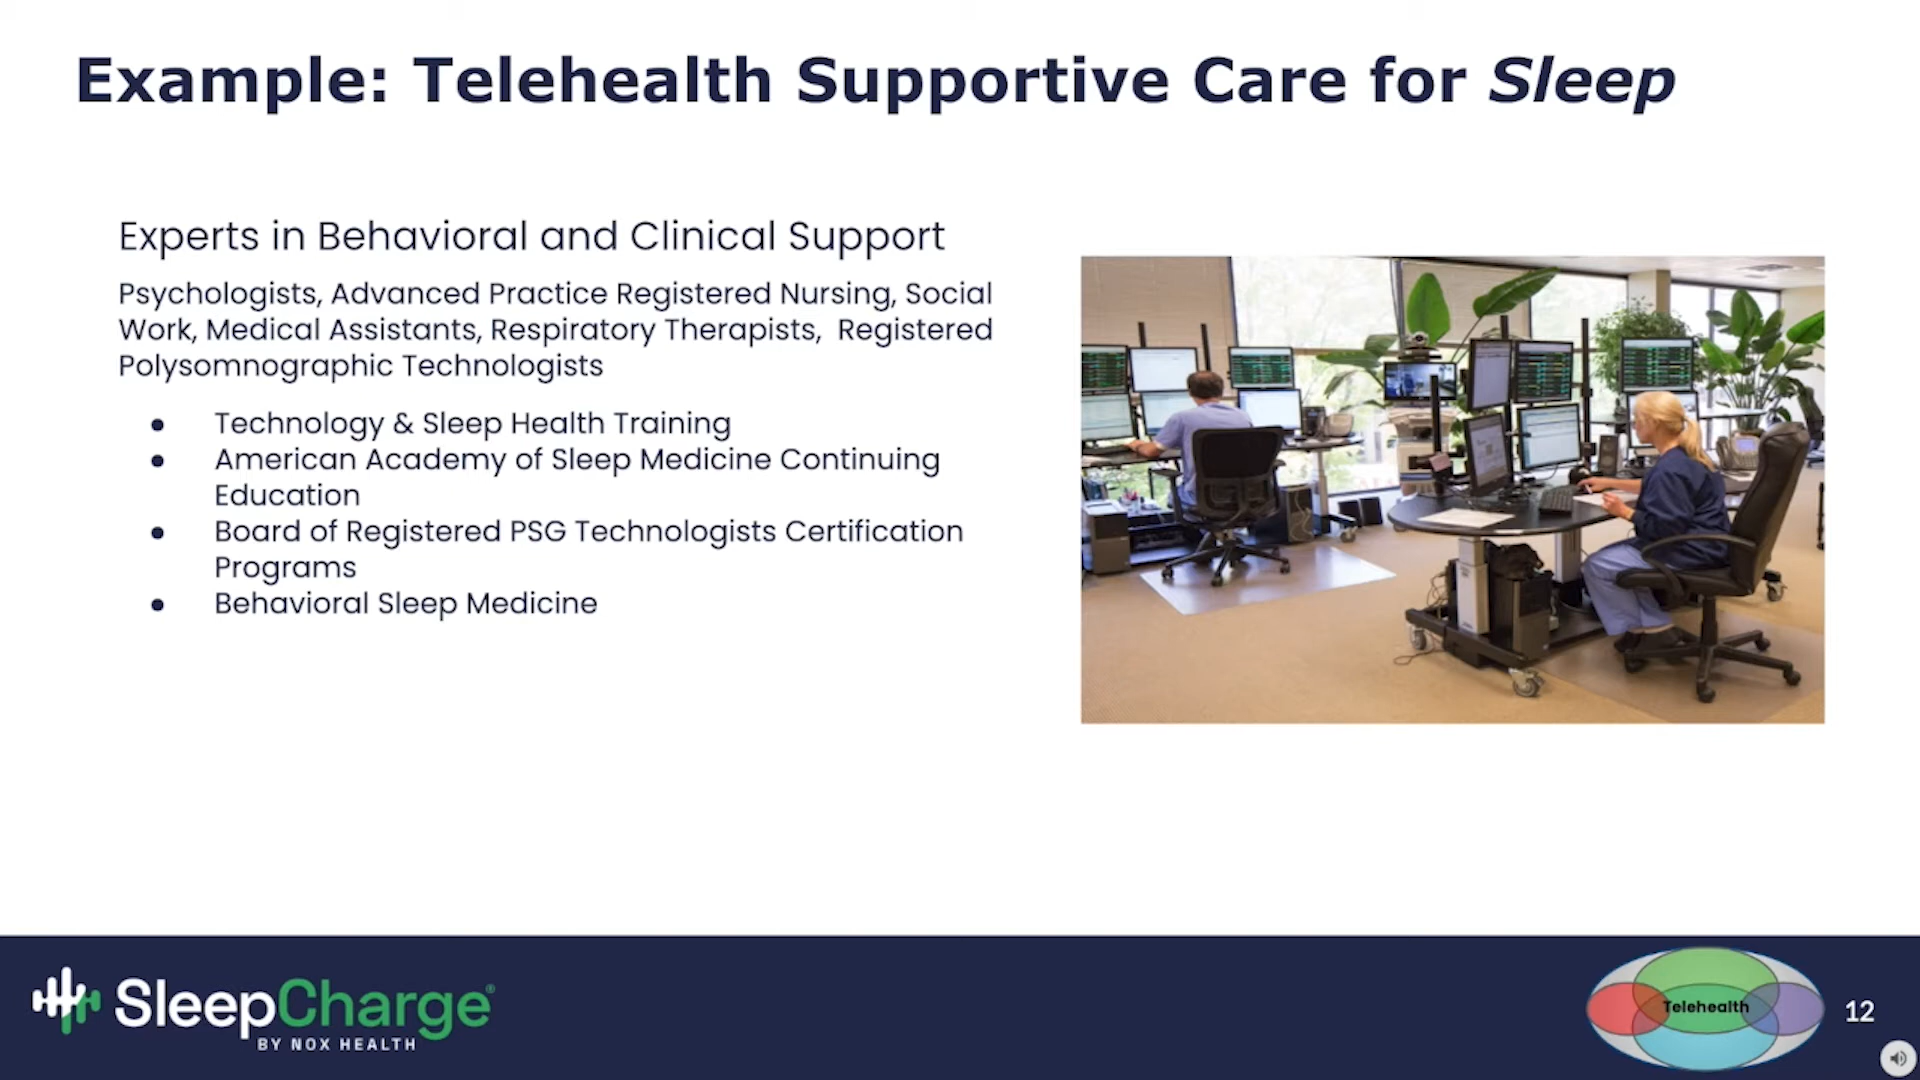 Example: Telehealth Supportive Care for Sleep
Experts in Behavioral and Clinical Support
Psychologists, Advanced Practice Registered Nursing, Social
Work, Medical Assistants, Respiratory Therapists, Registered
Polysomnographic Technologists
● Technology & Sleep Health Training
● American Academy of Sleep Medicine Continuing
Education
● Board of Registered PSG Technologists Certification
Programs
● Behavioral Sleep Medicine
SleepCharge®
BY NOX HEALTH
Telehealth
12